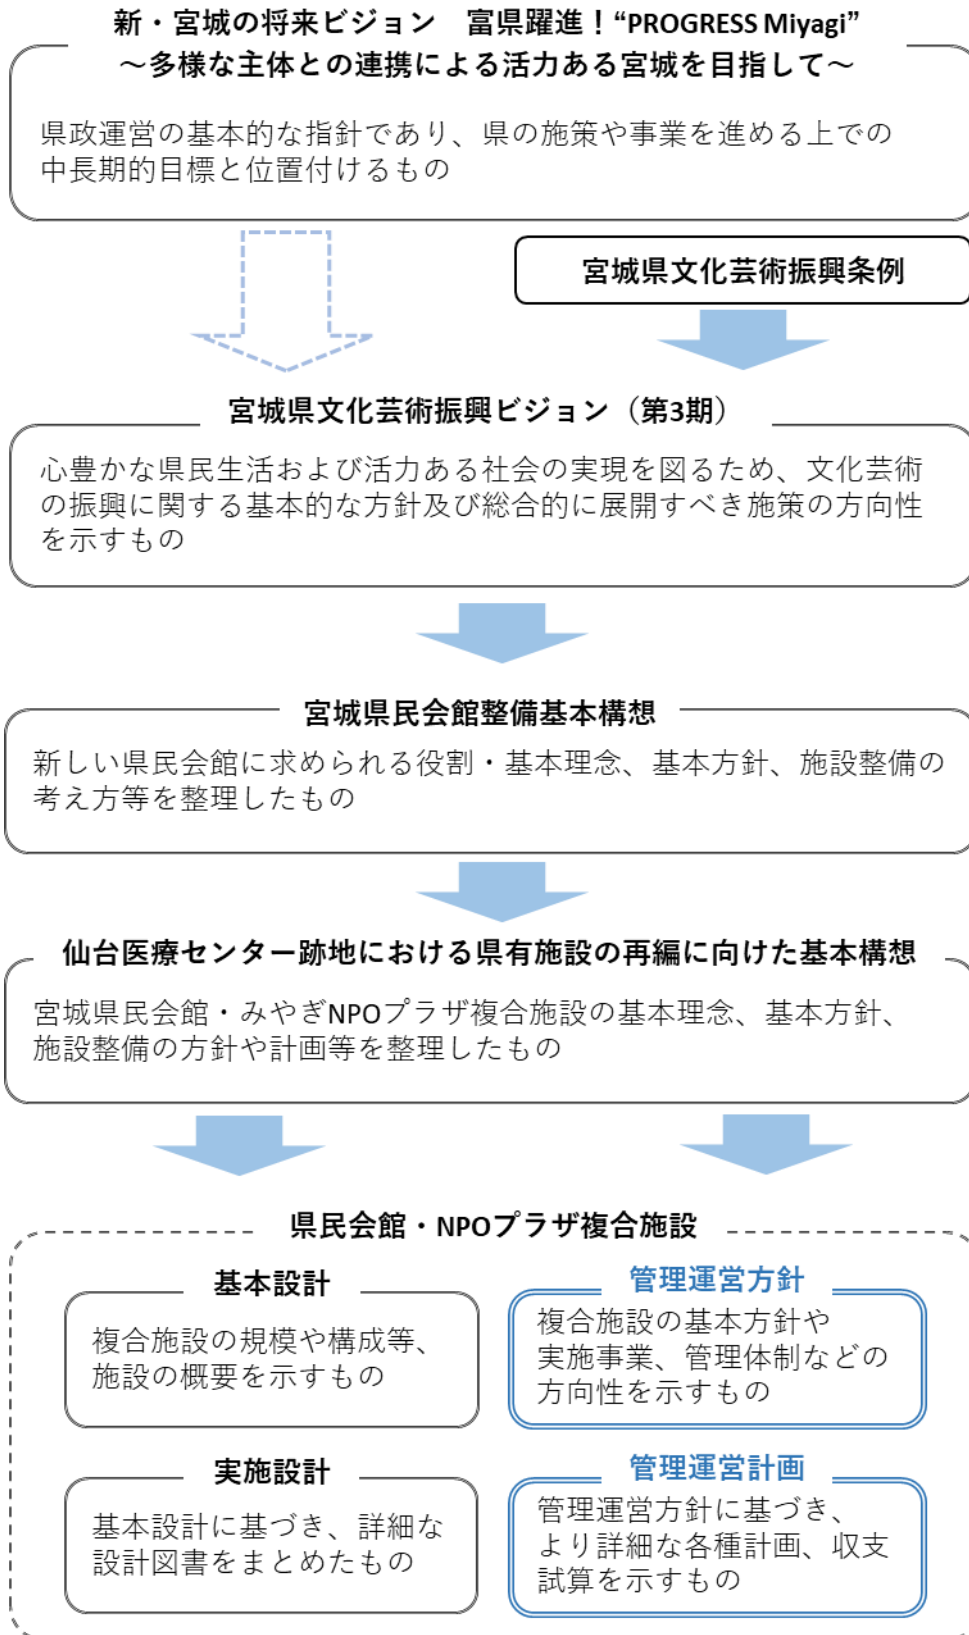 新・宮城の将来ビジョン　富県躍進！“PROGRESS Miyagi”
～多様な主体との連携による活力ある宮城を目指して～
県政運営の基本的な指針であり、県の施策や事業を進める上での
中長期的目標と位置付けるもの
宮城県文化芸術振興条例
宮城県文化芸術振興ビジョン（第3期）
心豊かな県民生活および活力ある社会の実現を図るため、文化芸術
の振興に関する基本的な方針及び総合的に展開すべき施策の方向性
を示すもの
宮城県民会館整備基本構想
新しい県民会館に求められる役割・基本理念、基本方針、施設整備の
考え方等を整理したもの
仙台医療センター跡地における県有施設の再編に向けた基本構想
宮城県民会館・みやぎNPOプラザ複合施設の基本理念、基本方針、
施設整備の方針や計画等を整理したもの
県民会館・NPOプラザ複合施設
基本設計
複合施設の規模や構成等、
施設の概要を示すもの
管理運営方針
複合施設の基本方針や
実施事業、管理体制などの
方向性を示すもの
実施設計
基本設計に基づき、詳細な
設計図書をまとめたもの
管理運営計画
管理運営方針に基づき、
より詳細な各種計画、収支
試算を示すもの